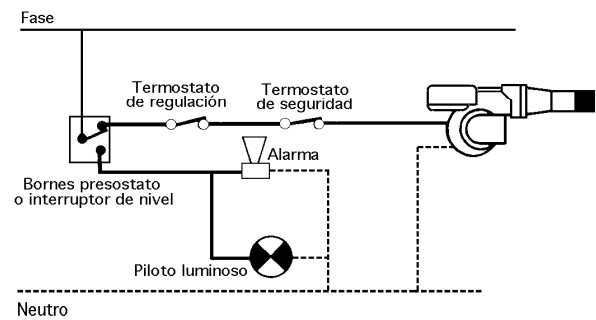 Fase
Termostato
de regulación
Termostato
de seguridad
Alarma
Bornes presostato
o interruptor de nivel
Piloto luminoso
Neutro